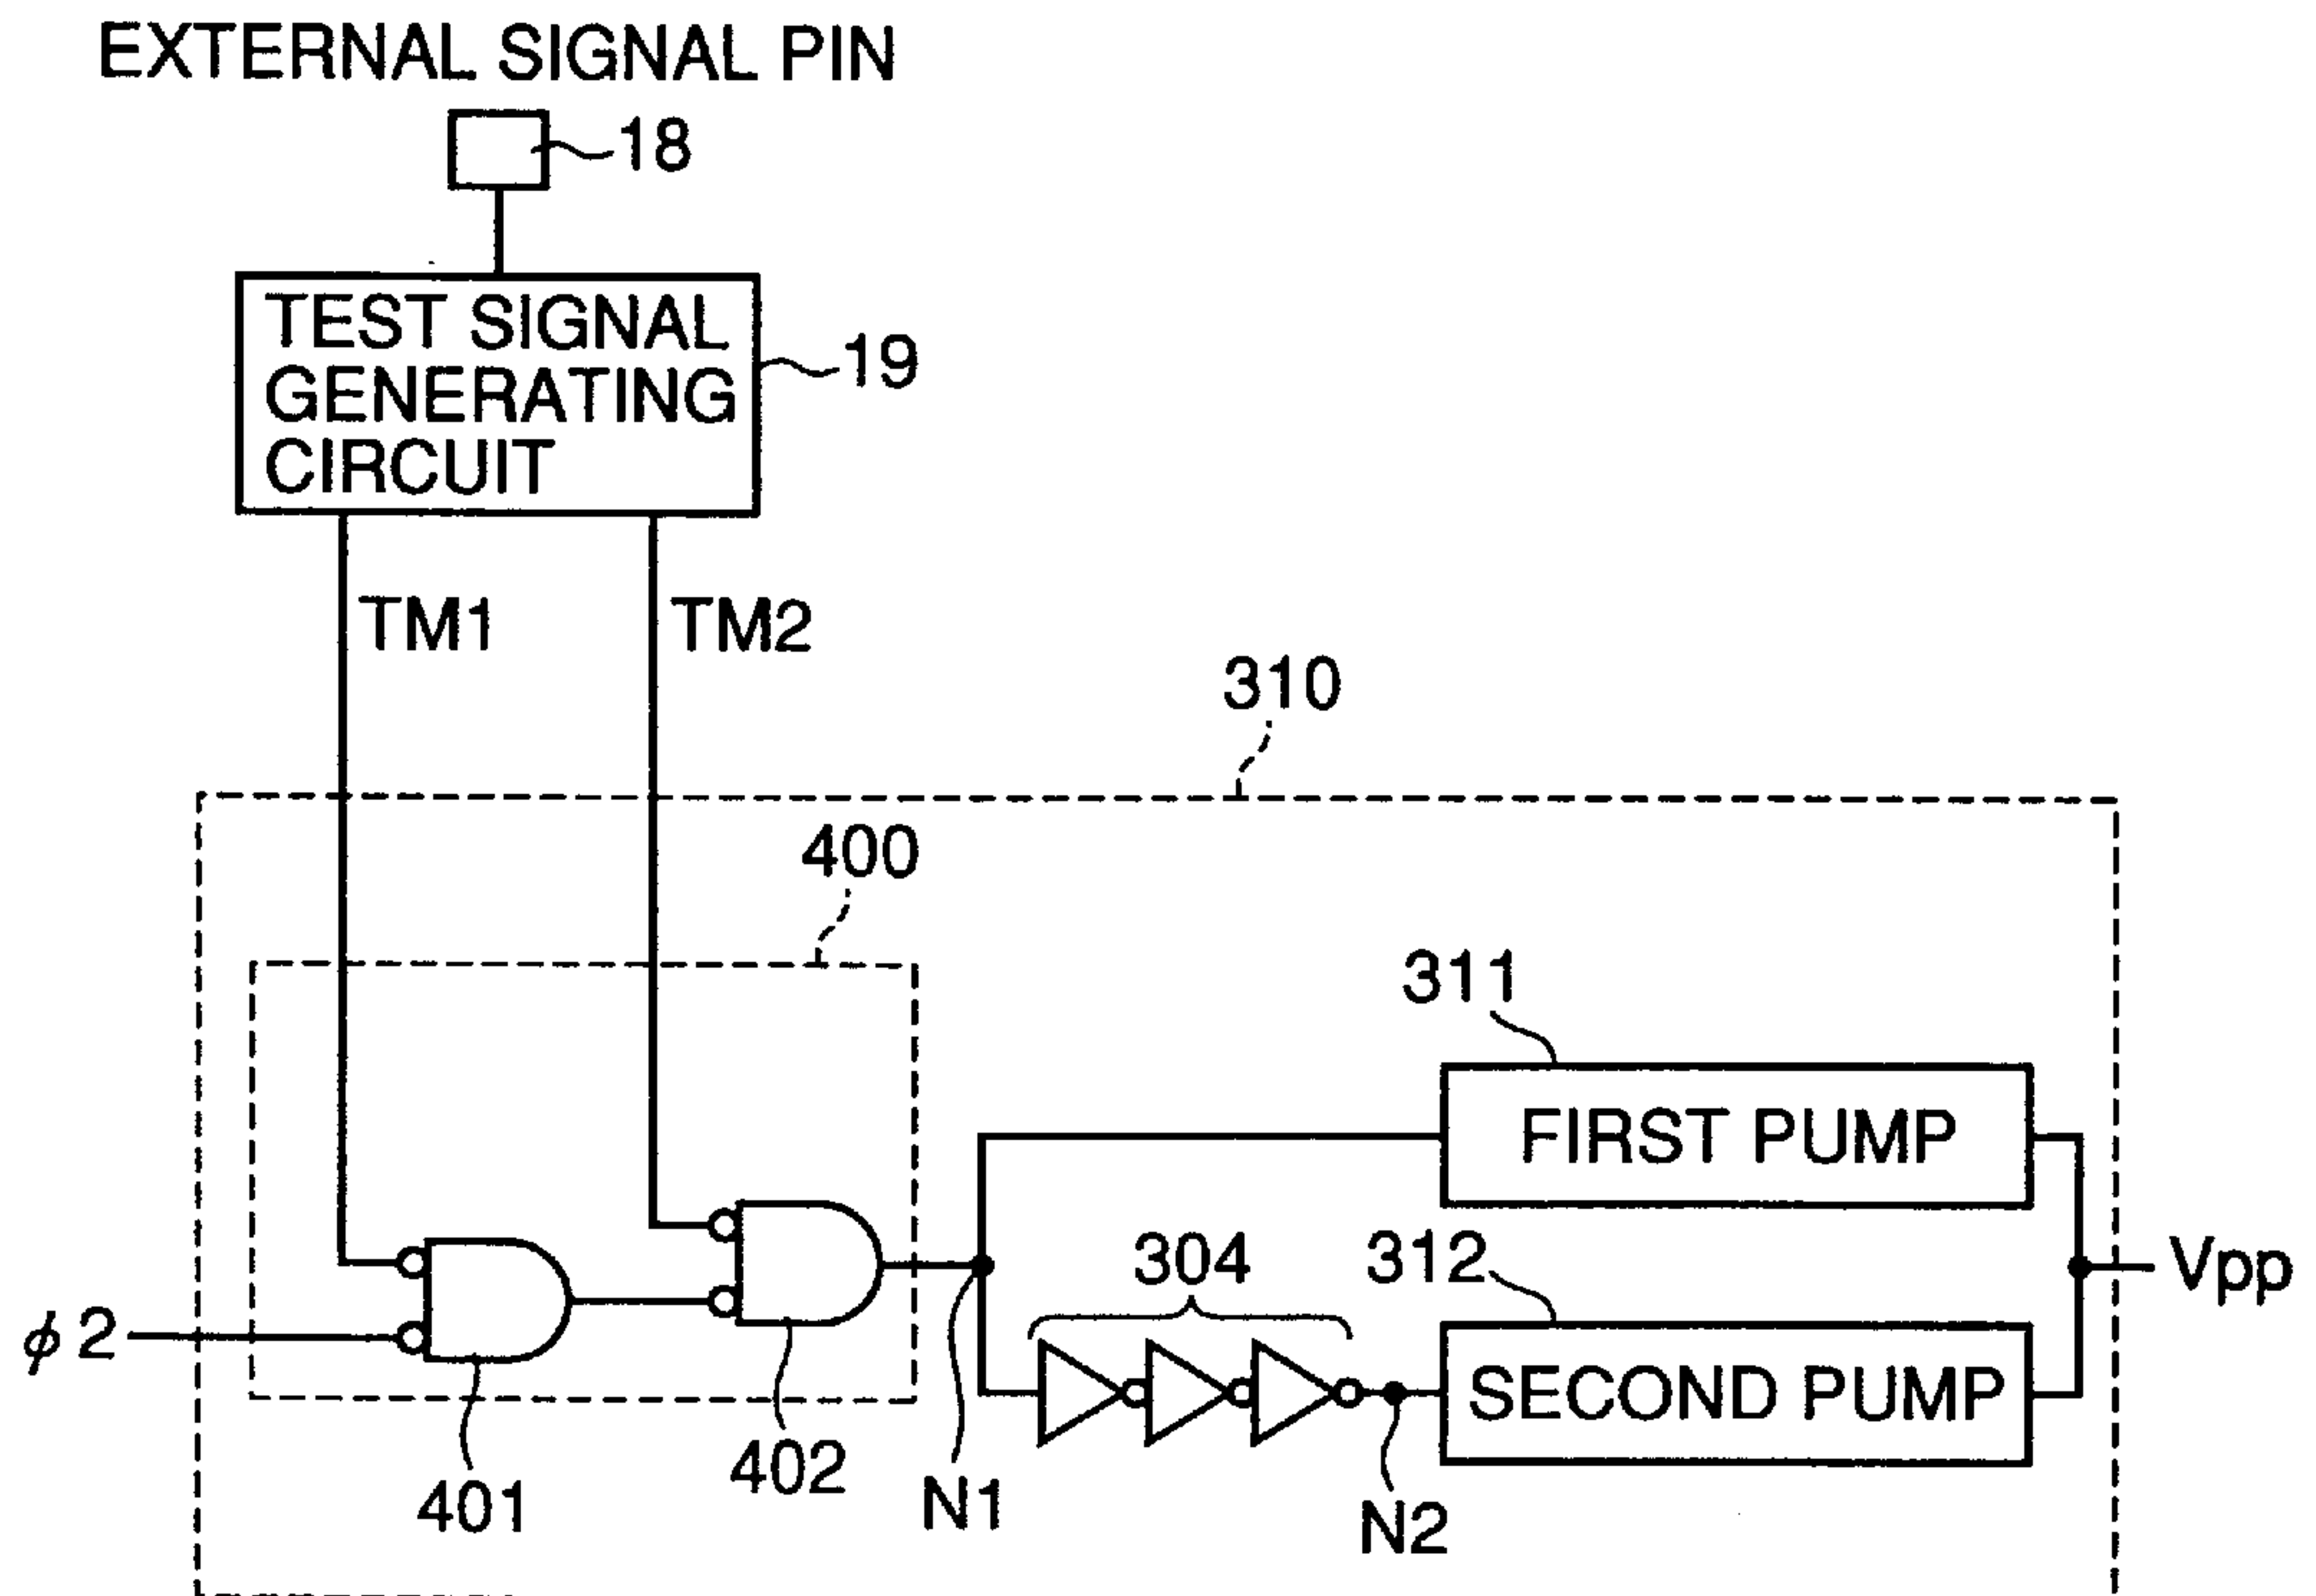 EXTERNAL SIGNAL PIN
18
TEST SIGNAL
GENERATING
CIRCUIT
19
TM1
TM2
310
400
311
FIRST PUMP
304
312
Vpp
ϕ2
SECOND PUMP
402
401
N1
N2